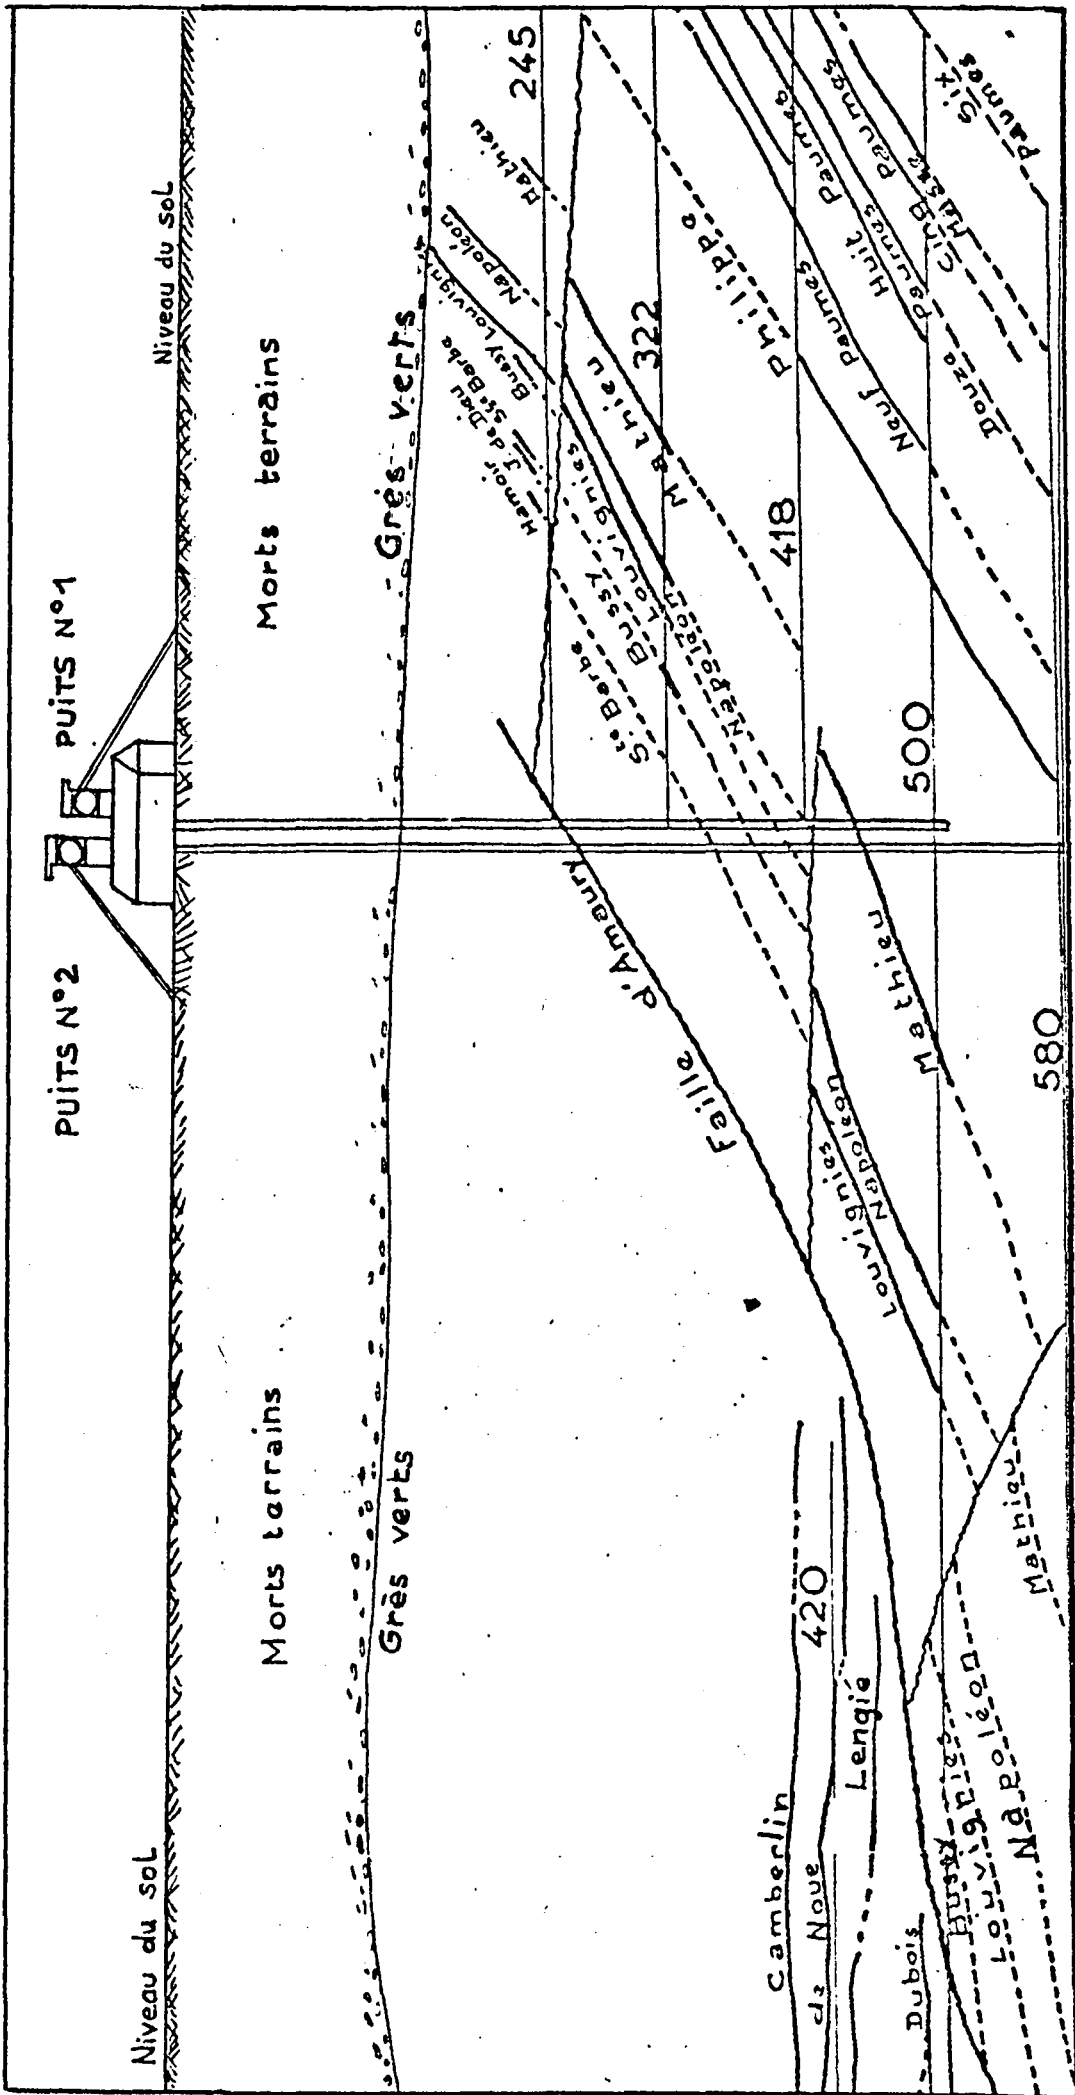 PUITS N°2
PUITS N°1
Niveau du sol
Niveau du sol
Morts terrains
Morts terrains
Grès verts
Grès verts
Hamoir
J. de Dieu
Ste Barbe
Bussy
Louvignies
Napoléon
Mathieu
245
Faille d'Amaury
Ste Barbe
Bussy
Louvignies
Napoléon
Mathieu
322
Philippe
418
Neuf Paumes
Huit Paumes
Douze Paumes
Cinq Paumes
Six Paumes
500
Mathieu
Napoléon
Louvignies
580
Camberlin
420
de Noue
Lengié
Dubois
Louvignies
Napoléon
Mathieu